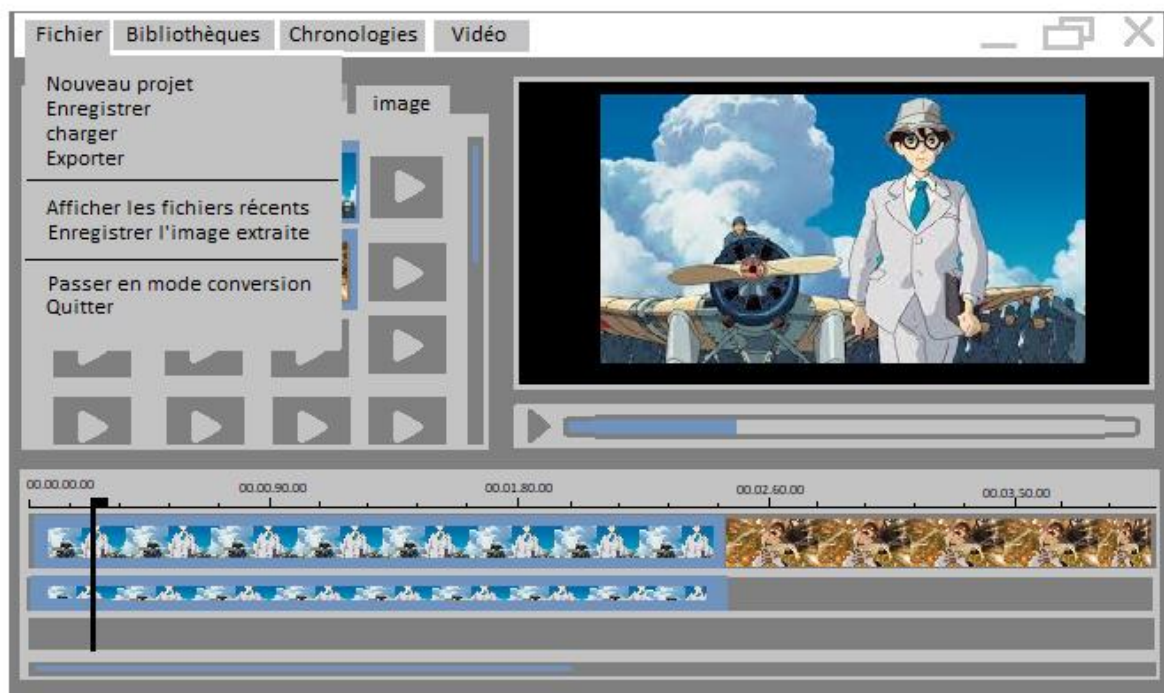 Fichier Bibliothèques Chronologies Vidéo
Nouveau projet
Enregistrer
charger
Exporter
Afficher les fichiers récents
Enregistrer l'image extraite
Passer en mode conversion
Quitter
image
00.00.00.00 00.00.90.00 00.01.80.00 00.02.60.00 00.03.50.00